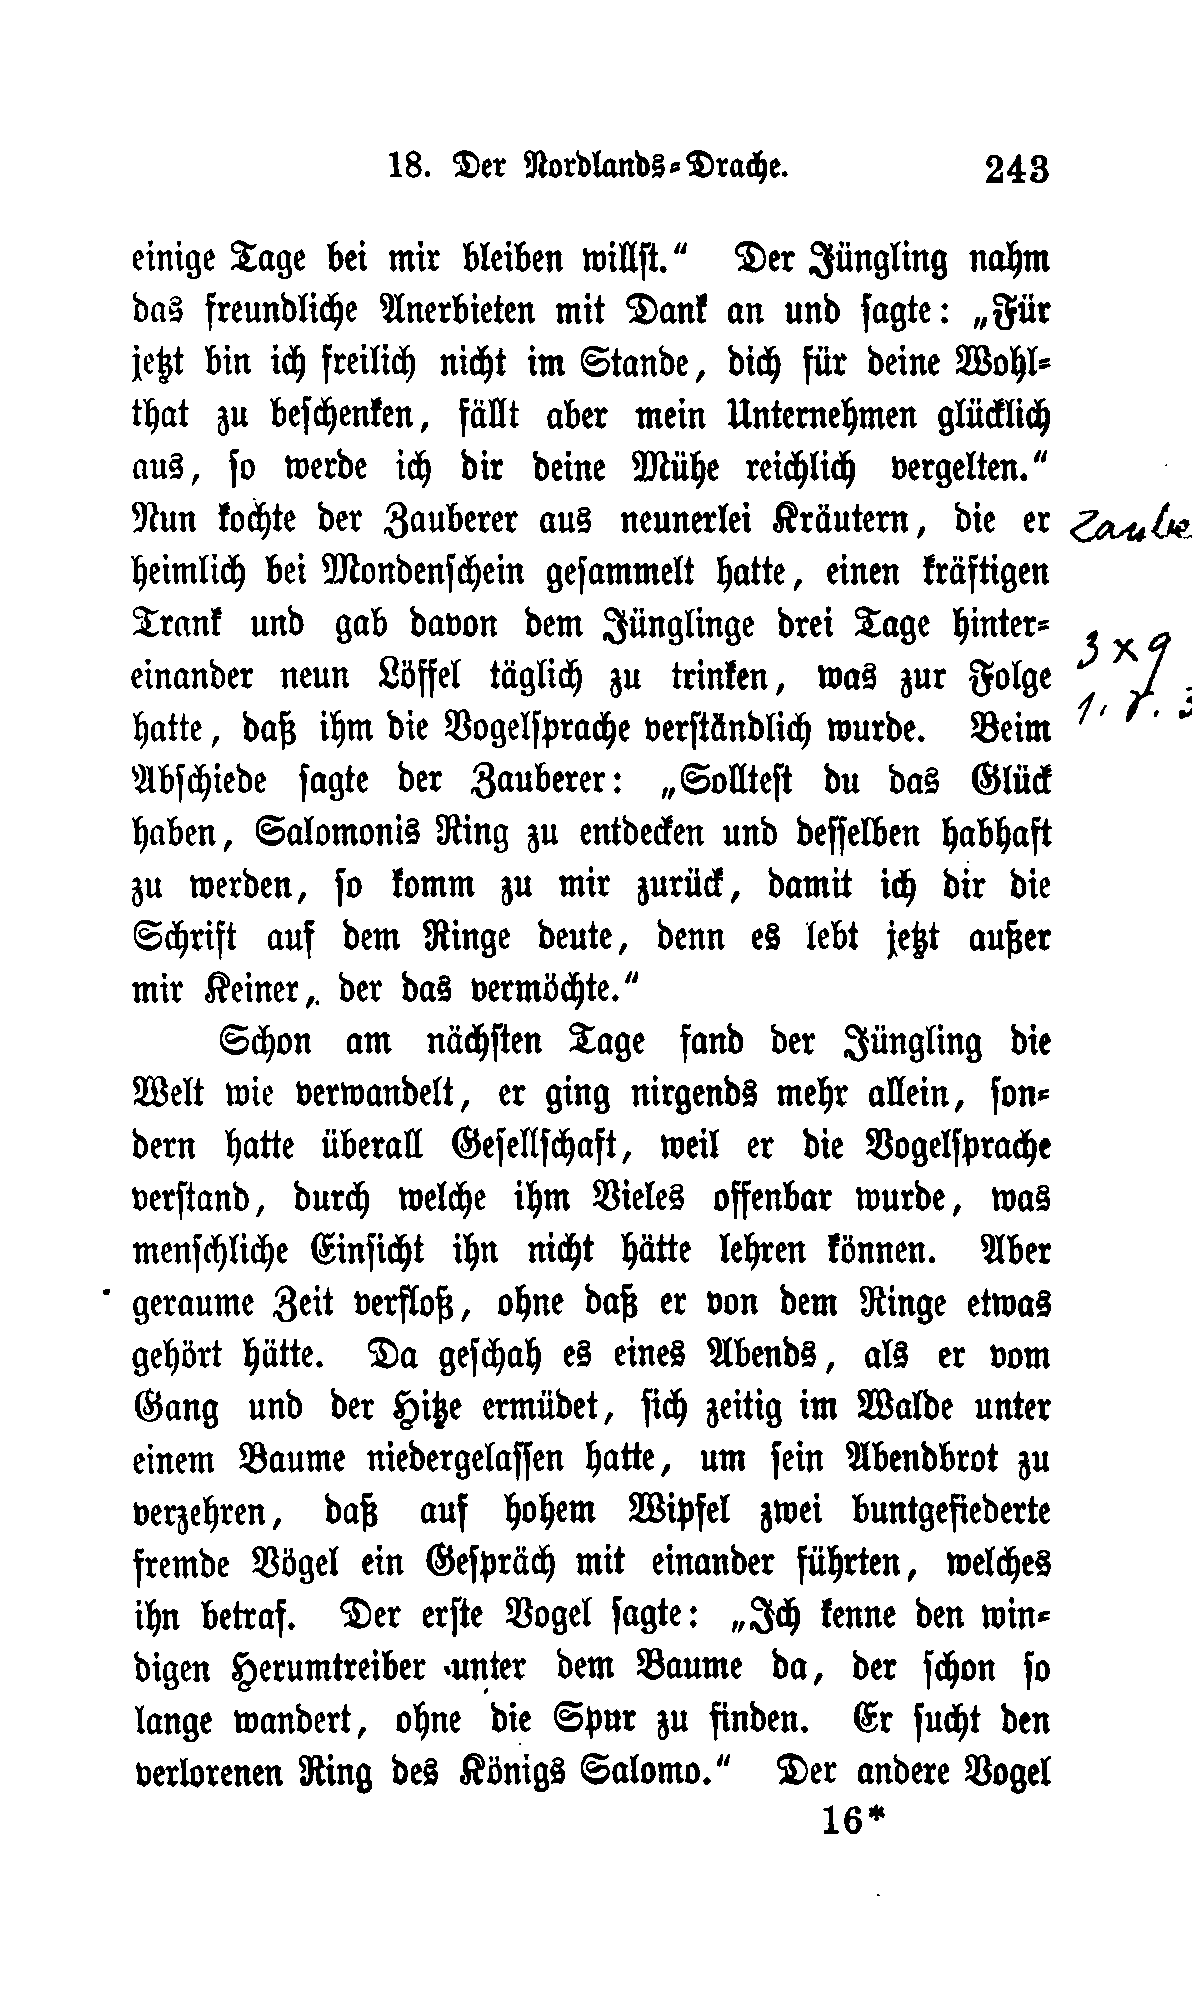 18. Der Nordlands-Drache. 243
einige Tage bei mir bleiben willst.“ Der Jüngling nahm
das freundliche Anerbieten mit Dank an und sagte: „Für
jetzt bin ich freilich nicht im Stande, dich für deine Wohl-
that zu beschenken, fällt aber mein Unternehmen glücklich
aus, so werde ich dir deine Mühe reichlich vergelten.“
Nun kochte der Zauberer aus neunerlei Kräutern, die er
heimlich bei Mondenschein gesammelt hatte, einen kräftigen
Trank und gab davon dem Jünglinge drei Tage hinter-
einander neun Löffel täglich zu trinken, was zur Folge
hatte, daß ihm die Vogelsprache verständlich wurde. Beim
Abschiede sagte der Zauberer: „Solltest du das Glück
haben, Salomonis Ring zu entdecken und desselben habhaft
zu werden, so komm zu mir zurück, damit ich dir die
Schrift auf dem Ringe deute, denn es lebt jetzt außer
mir Keiner, der das vermöchte.“
Schon am nächsten Tage fand der Jüngling die
Welt wie verwandelt, er ging nirgends mehr allein, son-
dern hatte überall Gesellschaft, weil er die Vogelsprache
verstand, durch welche ihm Vieles offenbar wurde, was
menschliche Einsicht ihn nicht hätte lehren können. Aber
geraume Zeit verfloß, ohne daß er von dem Ringe etwas
gehört hätte. Da geschah es eines Abends, als er vom
Gang und der Hitze ermüdet, sich zeitig im Walde unter
einem Baume niedergelassen hatte, um sein Abendbrot zu
verzehren, daß auf hohem Wipfel zwei buntgefiederte
fremde Vögel ein Gespräch mit einander führten, welches
ihn betraf. Der erste Vogel sagte: „Ich kenne den win-
digen Herumtreiber unter dem Baume da, der schon so
lange wandert, ohne die Spur zu finden. Er sucht den
verlorenen Ring des Königs Salomo.“ Der andere Vogel
16*
Zaube
3 x 9